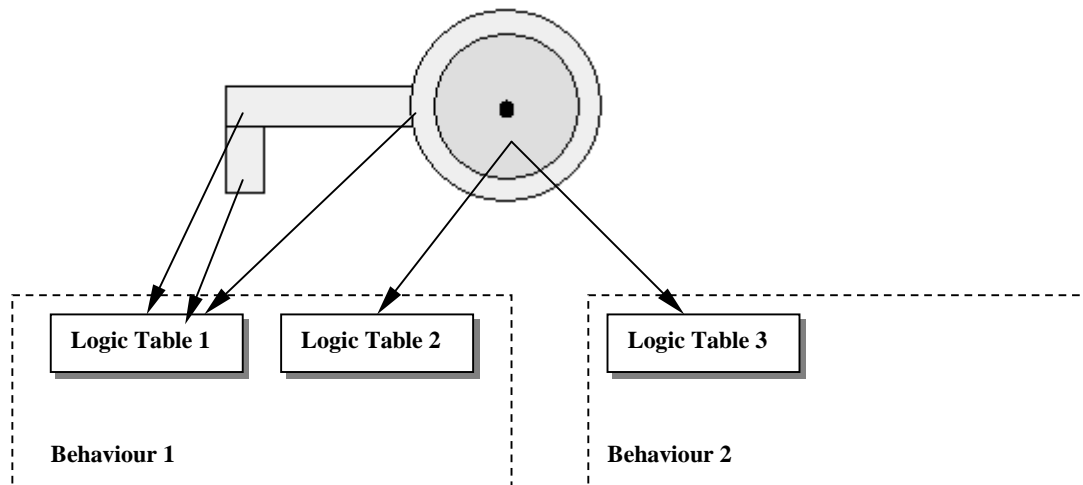 Logic Table 1
Logic Table 2
Logic Table 3
Behaviour 1
Behaviour 2